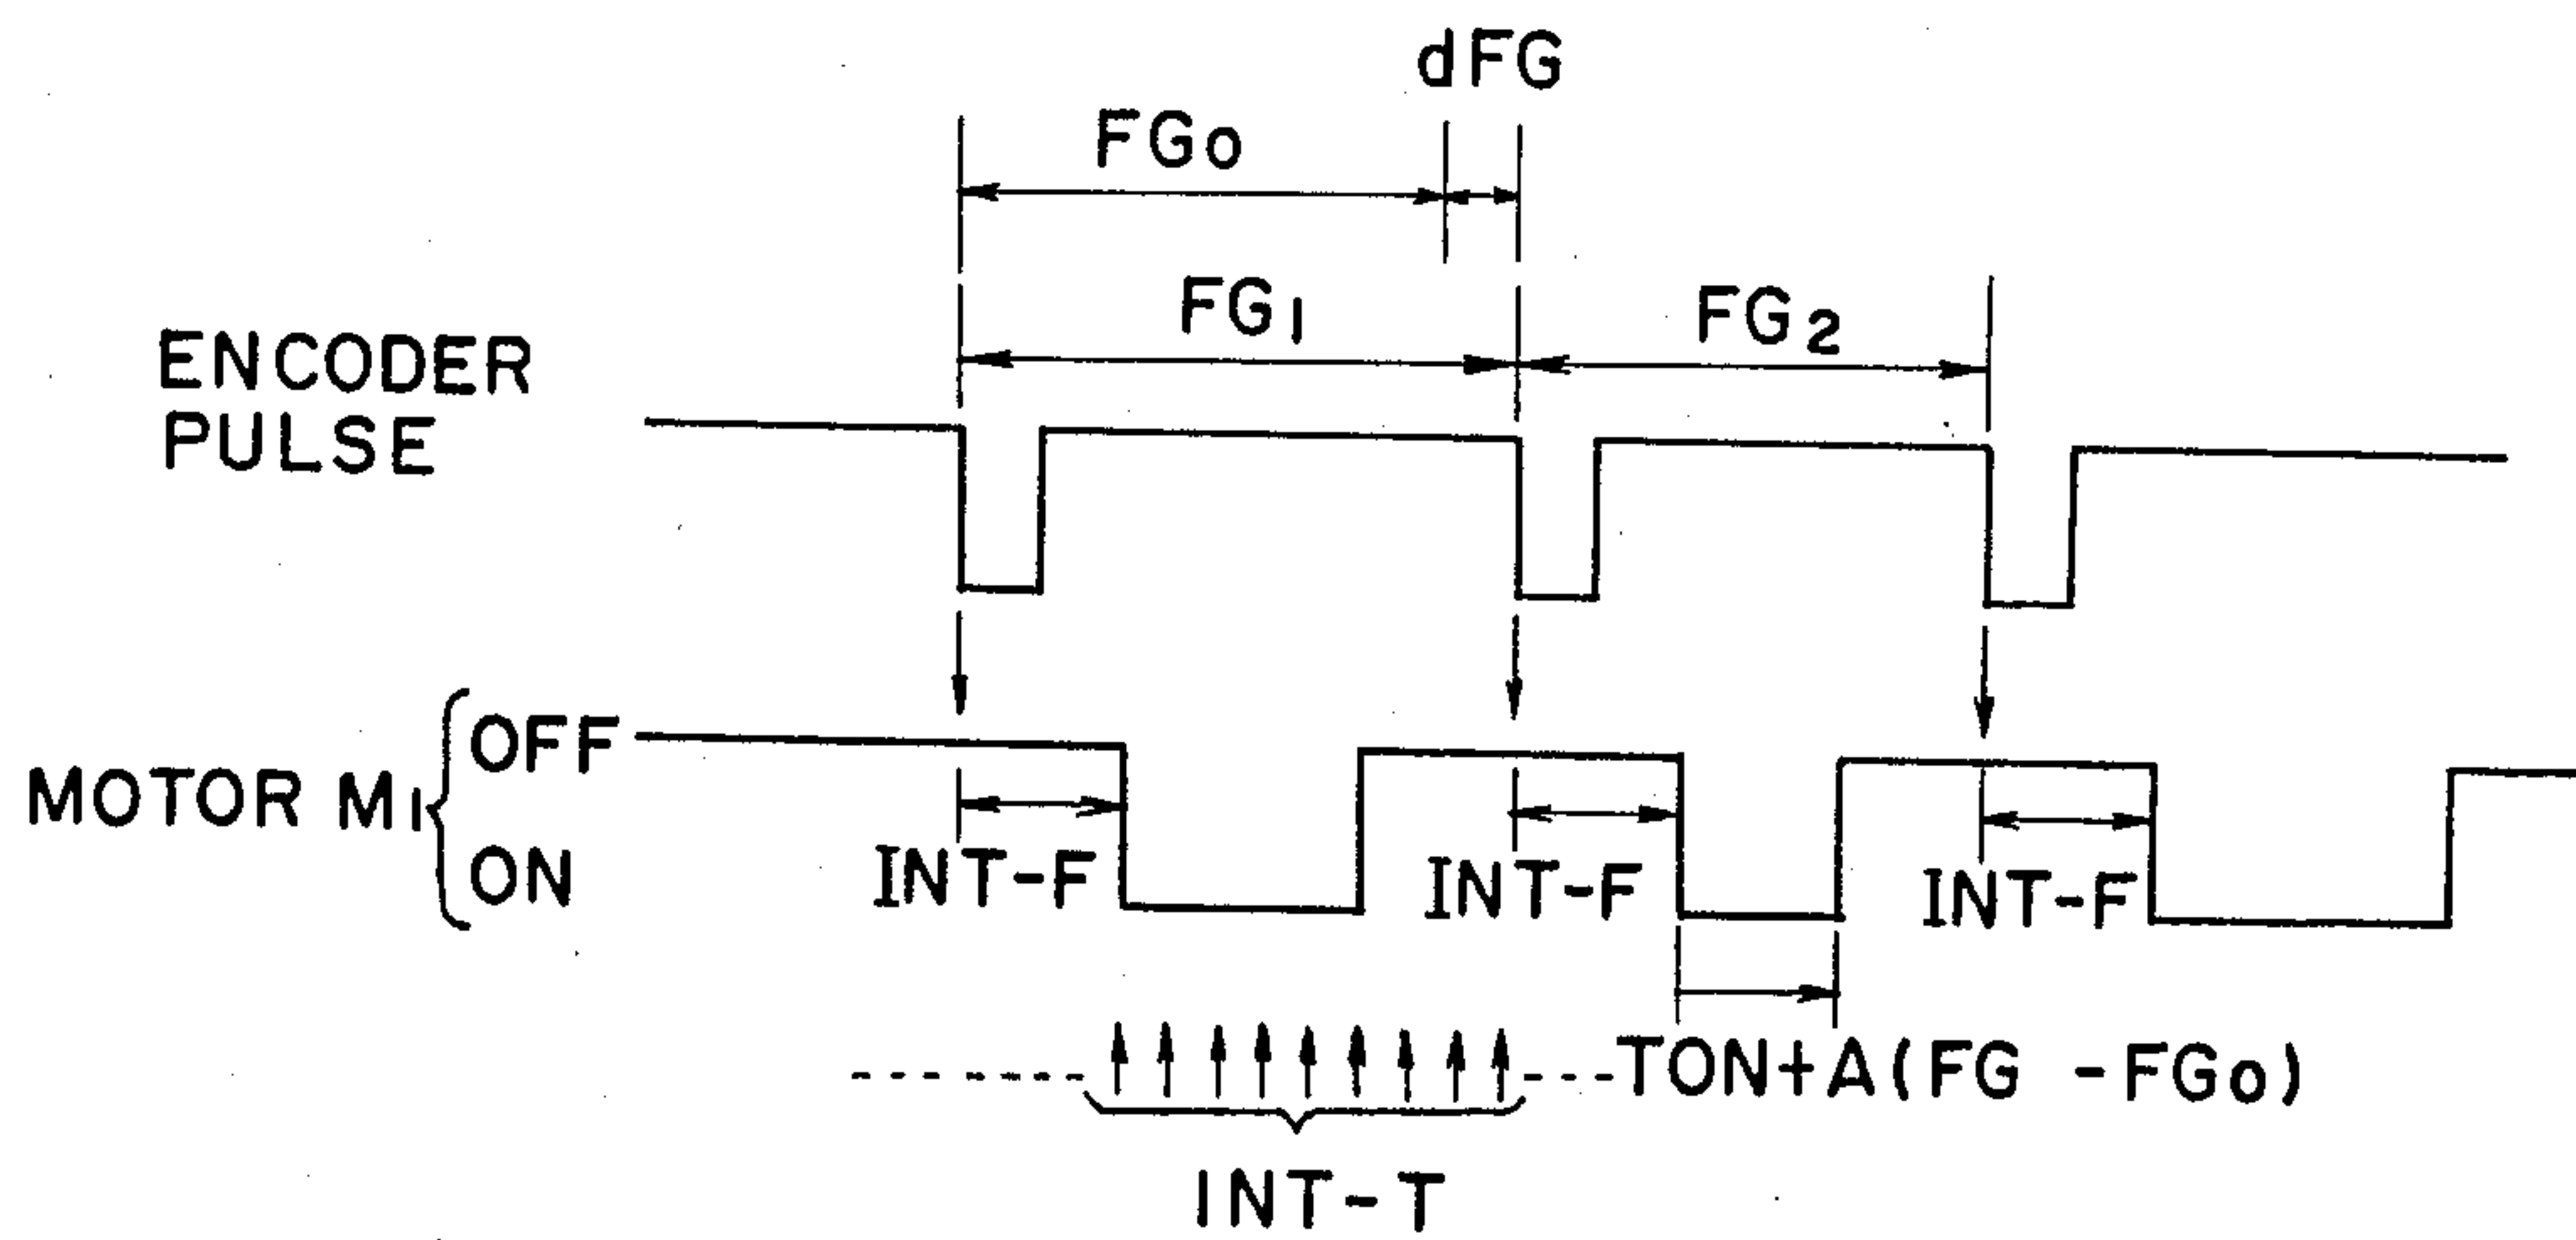 dFG
FGo
FG1
FG2
ENCODER
PULSE
MOTOR M1
OFF
ON
INT-F
INT-F
INT-F
TON+A(FG -FGo)
INT-T